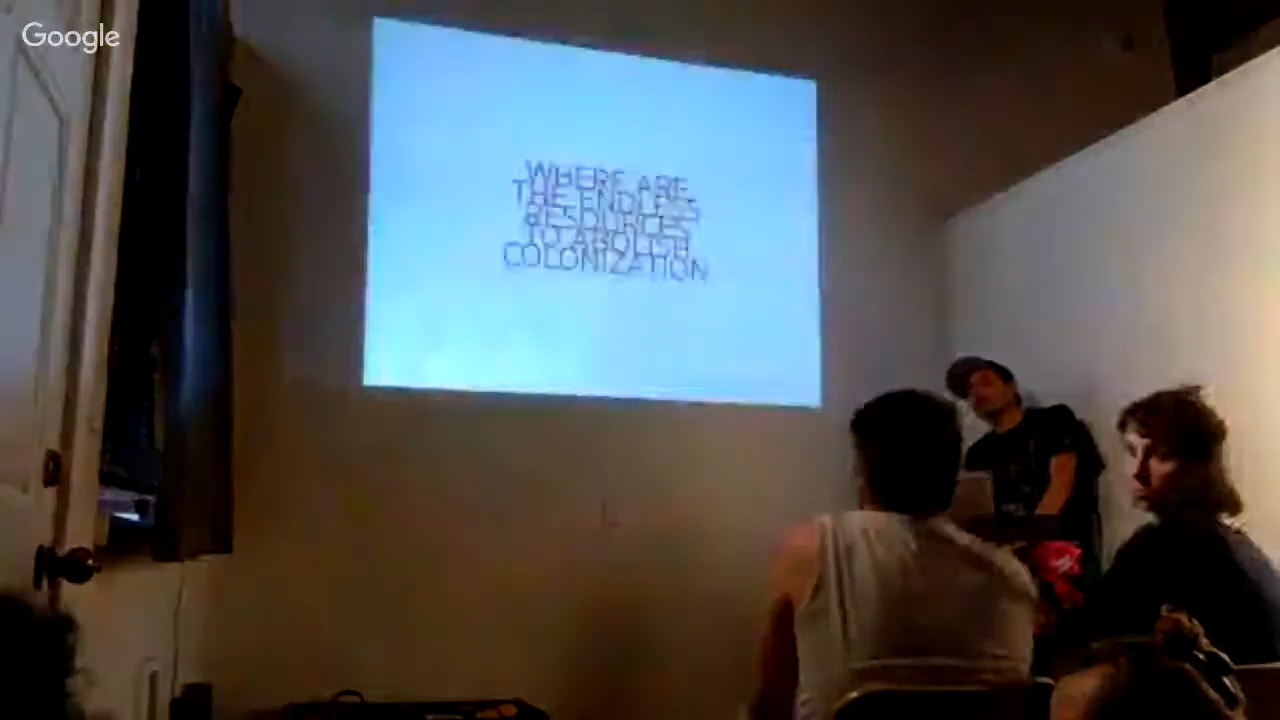 Google
WHERE ARE
THE ENDLESS
RESOURCES
TO ABOLISH
COLONIZATION